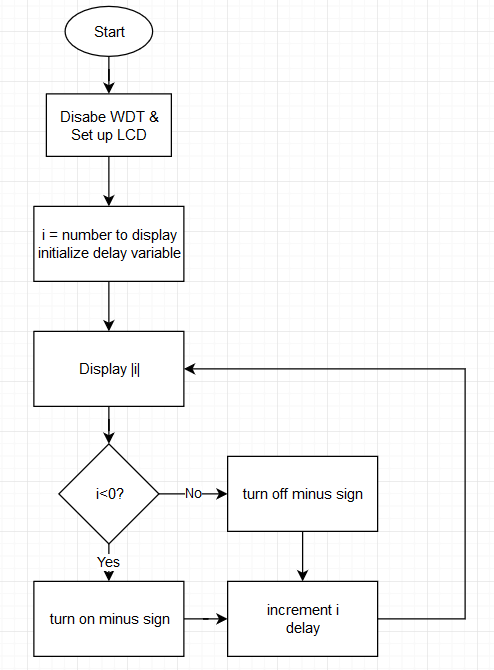 Start
Disabe WDT &
Set up LCD
i = number to display
initialize delay variable
Display |i|
i<0?
No
turn off minus sign
Yes
turn on minus sign
increment i
delay